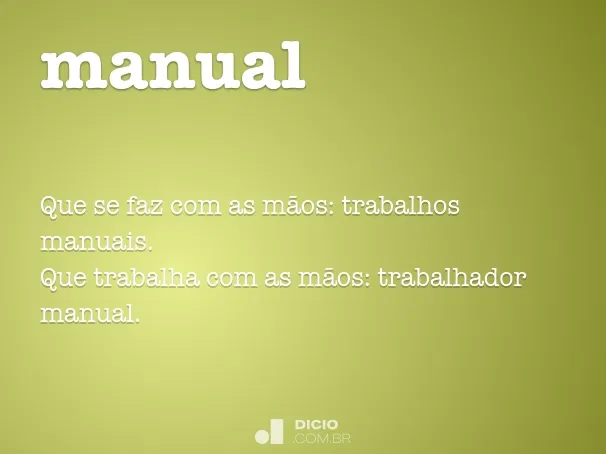 manual
Que se faz com as mãos: trabalhos
manuais.
Que trabalha com as mãos: trabalhador
manual.
DICIO
.COM.BR